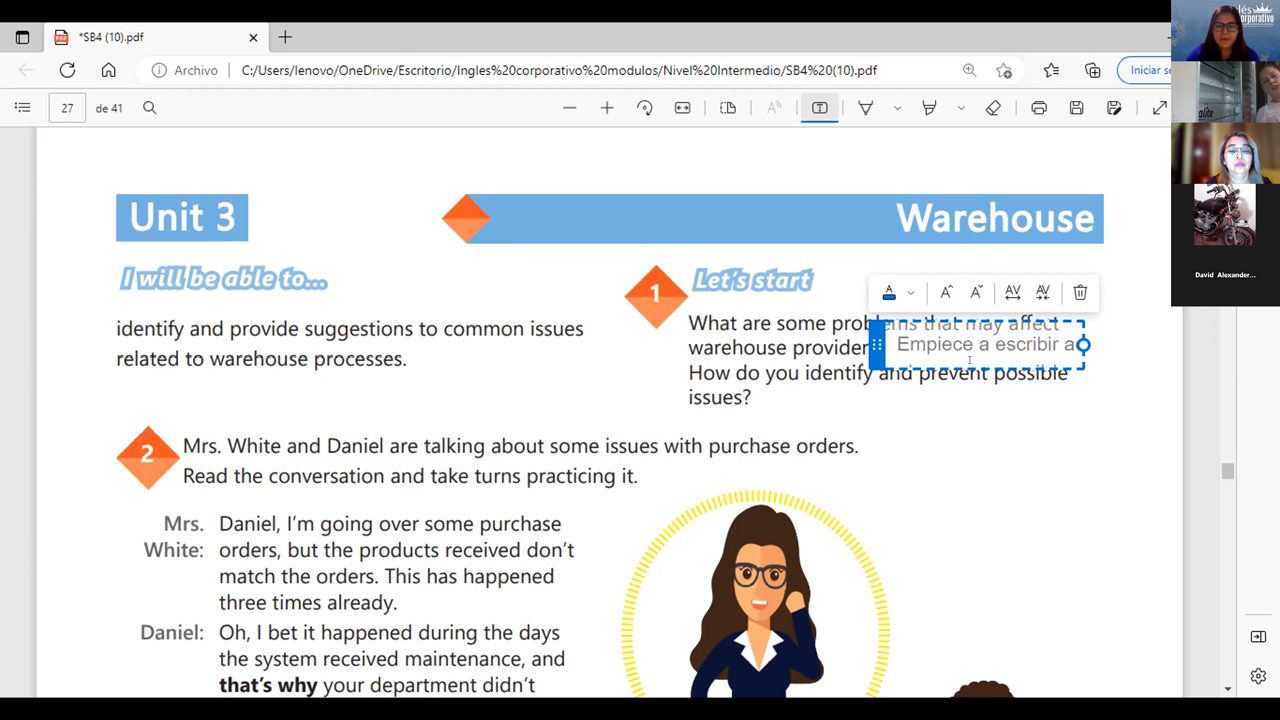 *SB4 (10).pdf
Archivo
C:/Users/lenovo/OneDrive/Escritorio/Ingles%20corporativo%20modulos/Nivel%20Intermedio/SB4%20(10).pdf
Iniciar se
27 de 41
Unit 3
Warehouse
I will be able to...
identify and provide suggestions to common issues
related to warehouse processes.
1
Let's start
What are some problems that may affect
warehouse provider
Empiece a escribir a
How do you identify and prevent possible
issues?
2
Mrs. White and Daniel are talking about some issues with purchase orders.
Read the conversation and take turns practicing it.
Mrs. White: Daniel, I'm going over some purchase
orders, but the products received don't
match the orders. This has happened
three times already.
Daniel: Oh, I bet it happened during the days
the system received maintenance, and
that's why your department didn't
lés
corporativo
David Alexander...